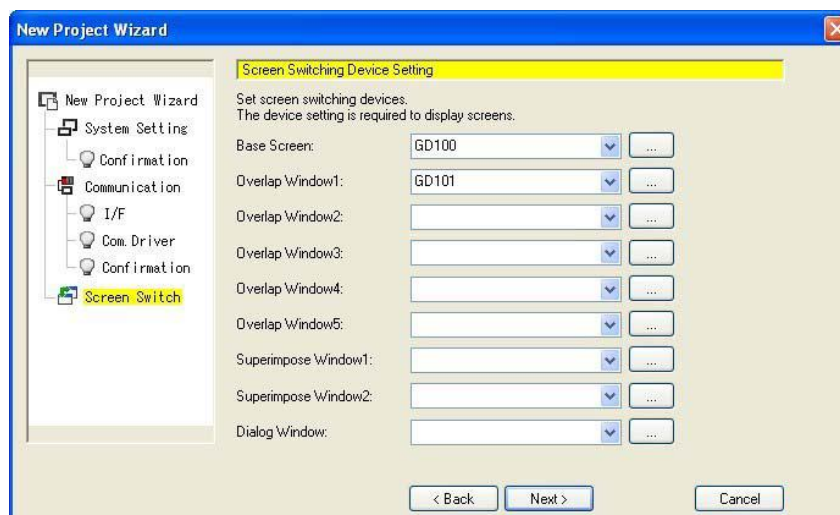 New Project Wizard
New Project Wizard
System Setting
Confirmation
Communication
I/F
Com.Driver
Confirmation
Screen Switch
Screen Switching Device Setting
Set screen switching devices.
The device setting is required to display screens.
Base Screen: GD100 ...
Overlap Window1: GD101 ...
Overlap Window2: ...
Overlap Window3: ...
Overlap Window4: ...
Overlap Window5: ...
Superimpose Window1: ...
Superimpose Window2: ...
Dialog Window: ...
< Back Next > Cancel